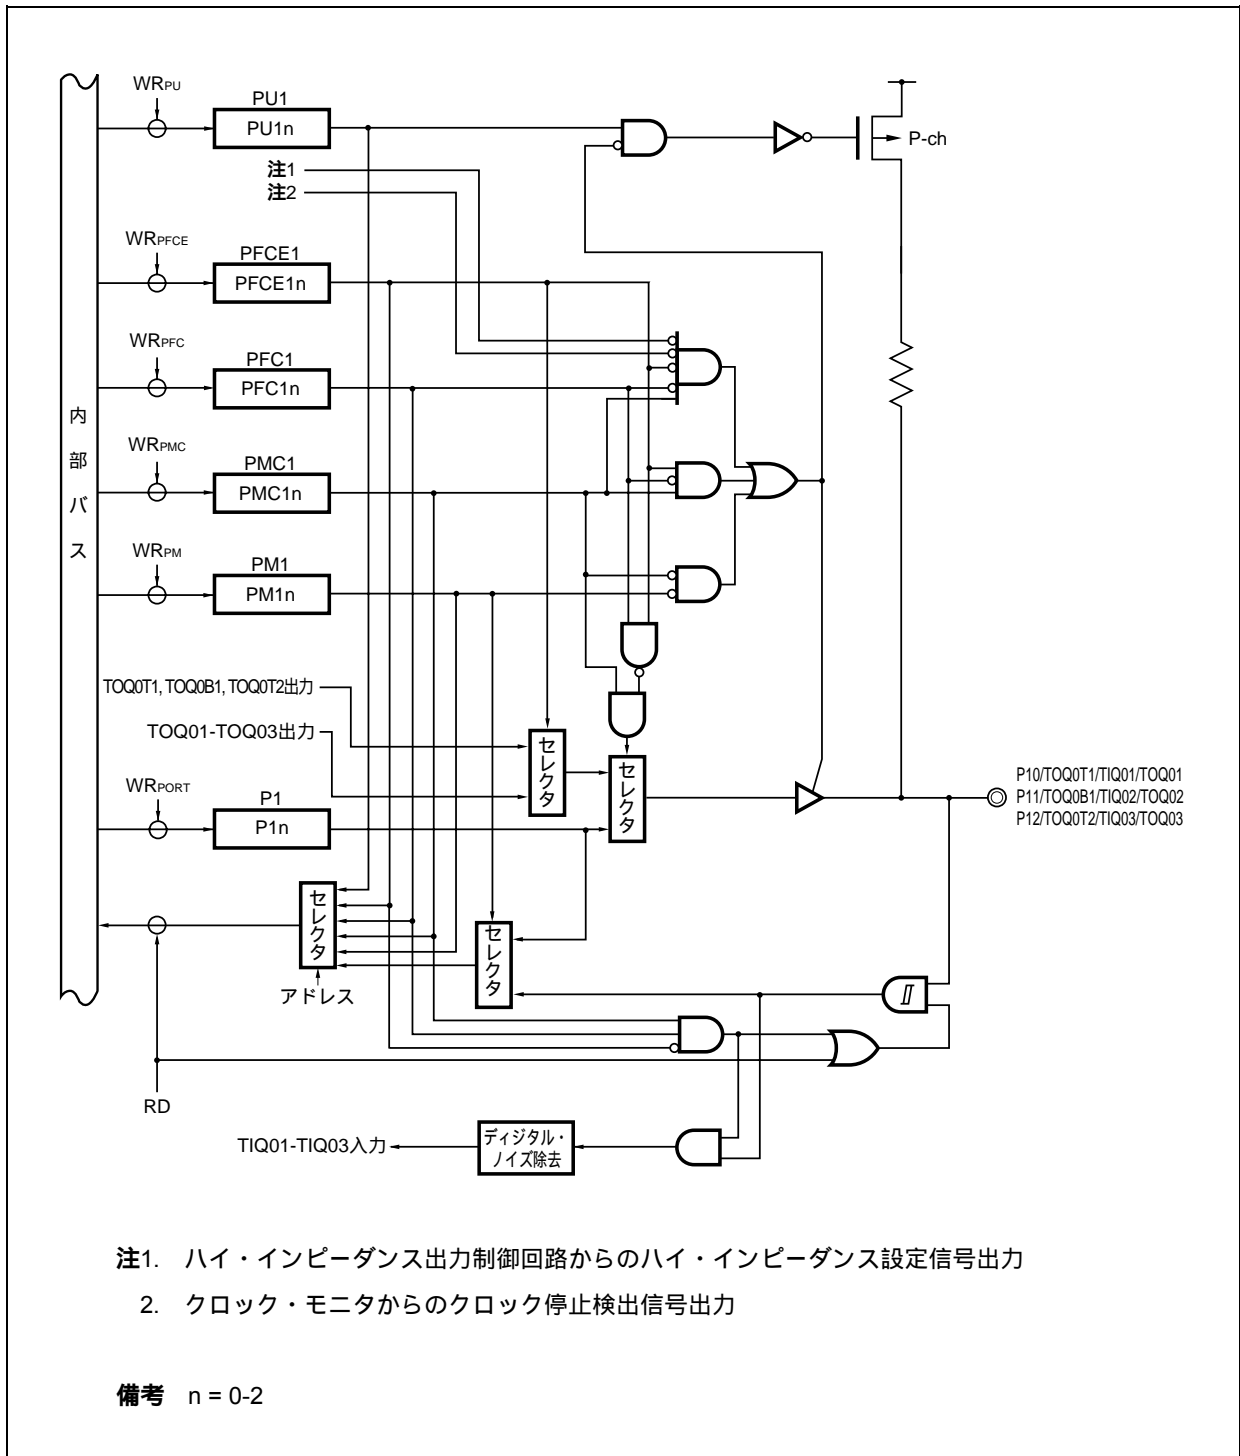 WRPU
PU1
PU1n
P-ch
注1
注2
WRPFCE
PFCE1
PFCE1n
WRPFC
PFC1
PFC1n
内部バス
WRPMC
PMC1
PMC1n
WRPM
PM1
PM1n
TOQ0T1, TOQ0B1, TOQ0T2出力
TOQ01-TOQ03出力
セレクタ
セレクタ
WRPORT
P1
P1n
P10/TOQ0T1/TIQ01/TOQ01
P11/TOQ0B1/TIQ02/TOQ02
P12/TOQ0T2/TIQ03/TOQ03
セレクタ
セレクタ
アドレス
RD
TIQ01-TIQ03入力
ディジタル・
ノイズ除去
注1. ハイ・インピーダンス出力制御回路からのハイ・インピーダンス設定信号出力
2. クロック・モニタからのクロック停止検出信号出力
備考 n = 0-2